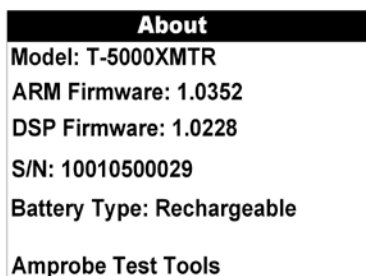 About
Model: T-5000XMTR
ARM Firmware: 1.0352
DSP Firmware: 1.0228
S/N: 10010500029
Battery Type: Rechargeable
Amprobe Test Tools